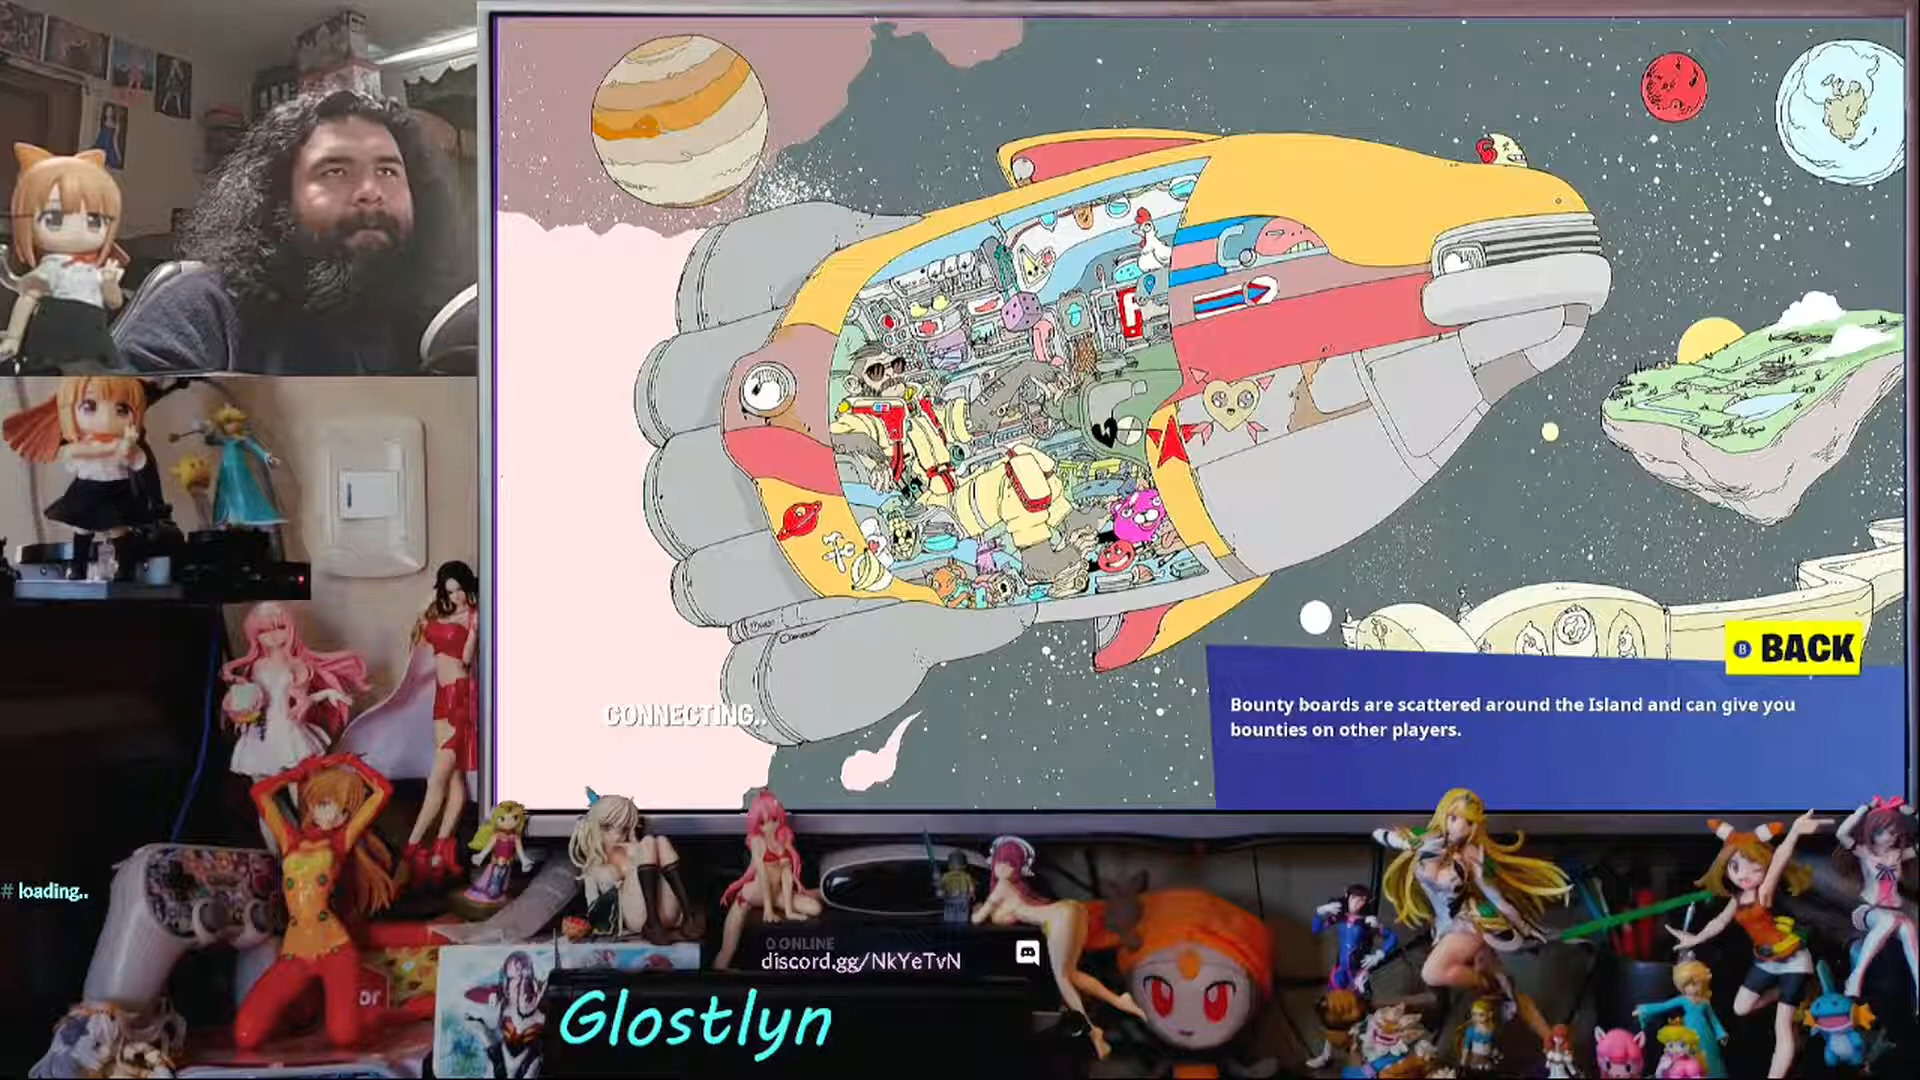 CONNECTING..
B BACK
Bounty boards are scattered around the Island and can give you
bounties on other players.
# loading..
0 ONLINE
discord.gg/NkYeTvN
Glostlyn
or